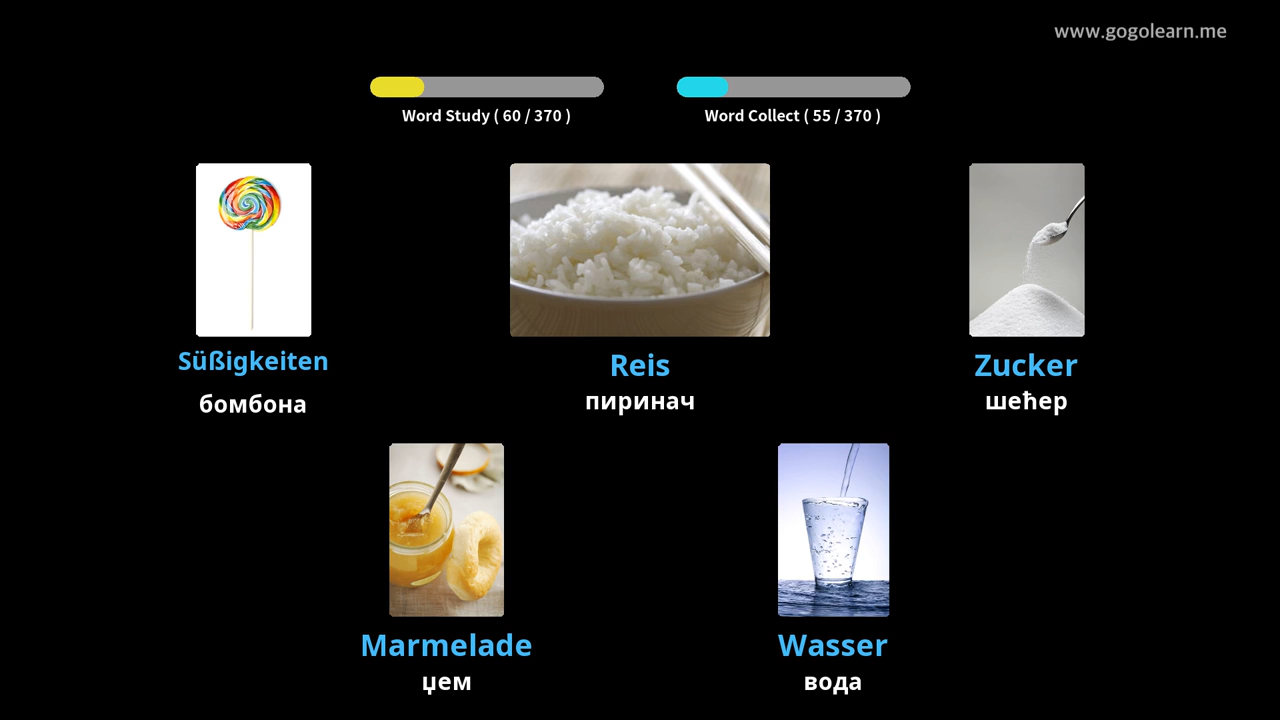 www.gogolearn.me
Word Study ( 60 / 370 )
Word Collect ( 55 / 370 )
Süßigkeiten
бомбона
Reis
пиринач
Zucker
шећер
Marmelade
џем
Wasser
вода